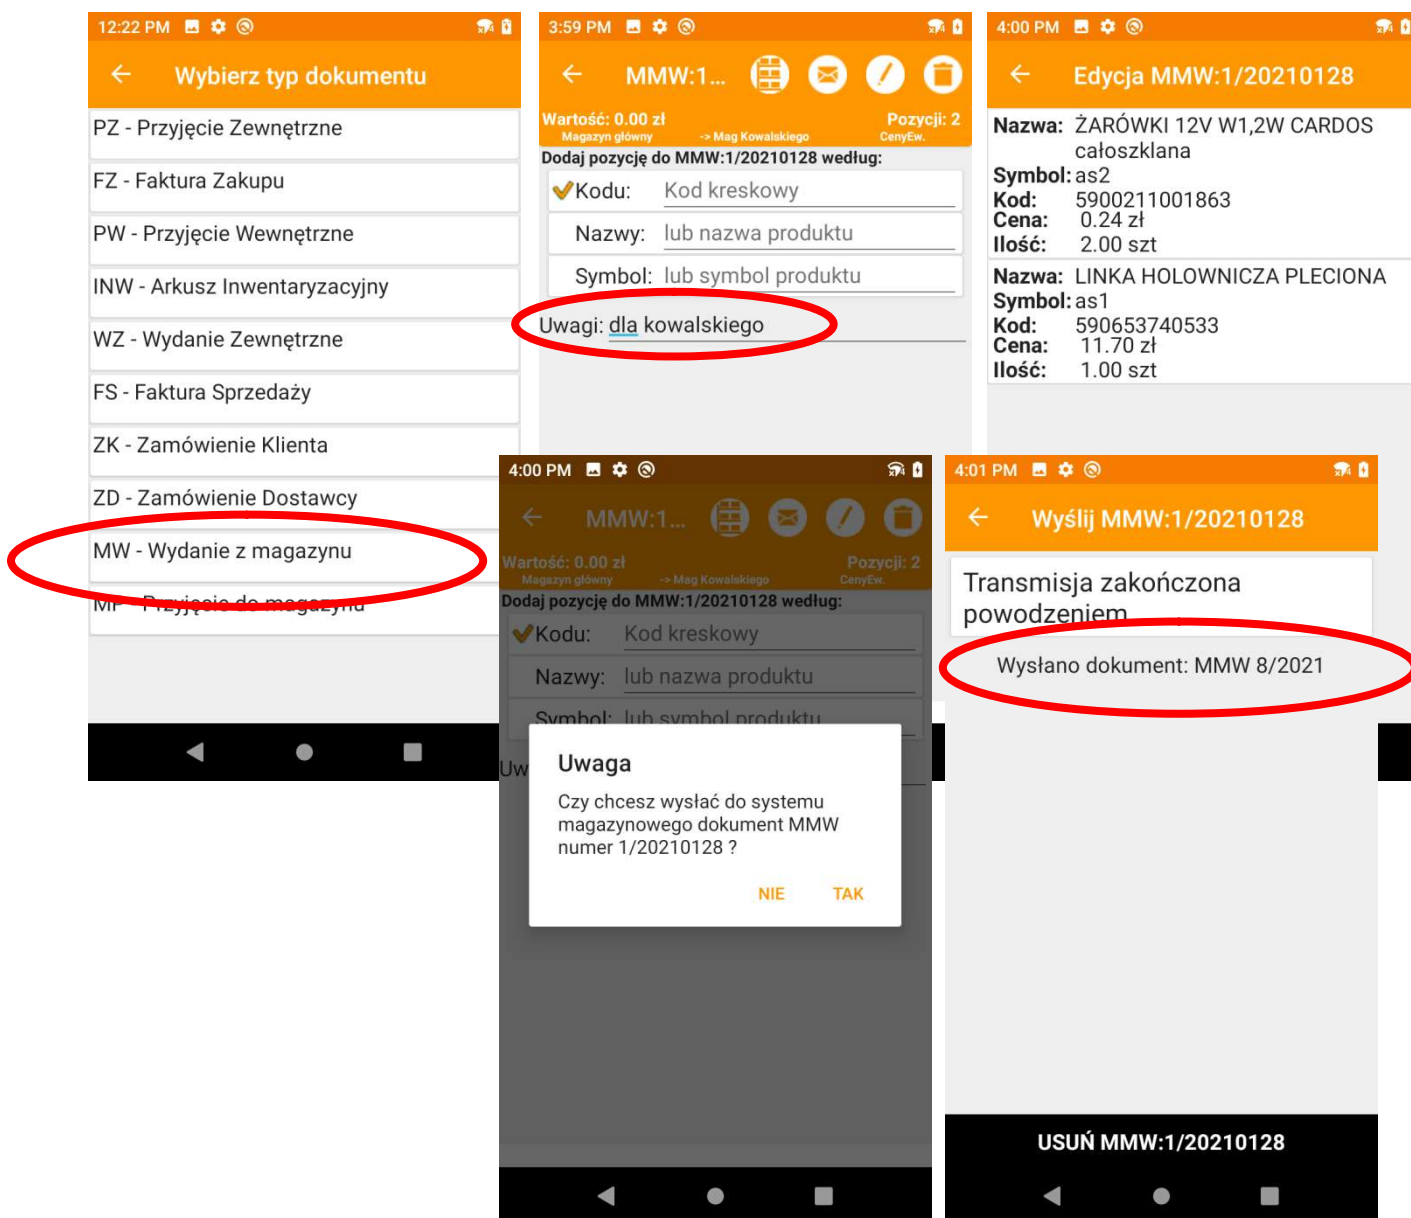 12:22 PM
Wybierz typ dokumentu
PZ - Przyjęcie Zewnętrzne
FZ - Faktura Zakupu
PW - Przyjęcie Wewnętrzne
INW - Arkusz Inwentaryzacyjny
WZ - Wydanie Zewnętrzne
FS - Faktura Sprzedaży
ZK - Zamówienie Klienta
ZD - Zamówienie Dostawcy
MW - Wydanie z magazynu
MP - Przyjęcie do magazynu
3:59 PM
MMW:1...
Wartość: 0.00 zł Pozycji: 2
Magazyn główny -> Mag Kowalskiego CenyEw.
Dodaj pozycję do MMW:1/20210128 według:
Kodu: Kod kreskowy
Nazwy: lub nazwa produktu
Symbol: lub symbol produktu
Uwagi: dla kowalskiego
4:00 PM
Edycja MMW:1/20210128
Nazwa: ŻARÓWKI 12V W1,2W CARDOS
całoszklana
Symbol: as2
Kod: 5900211001863
Cena: 0.24 zł
Ilość: 2.00 szt
Nazwa: LINKA HOLOWNICZA PLECIONA
Symbol: as1
Kod: 590653740533
Cena: 11.70 zł
Ilość: 1.00 szt
4:00 PM
MMW:1...
Wartość: 0.00 zł Pozycji: 2
Magazyn główny -> Mag Kowalskiego CenyEw.
Dodaj pozycję do MMW:1/20210128 według:
Kodu: Kod kreskowy
Nazwy: lub nazwa produktu
Symbol: lub symbol produktu
Uw
Uwaga
Czy chcesz wysłać do systemu
magazynowego dokument MMW
numer 1/20210128 ?
NIE TAK
4:01 PM
Wyślij MMW:1/20210128
Transmisja zakończona
powodzeniem
Wysłano dokument: MMW 8/2021
USUŃ MMW:1/20210128